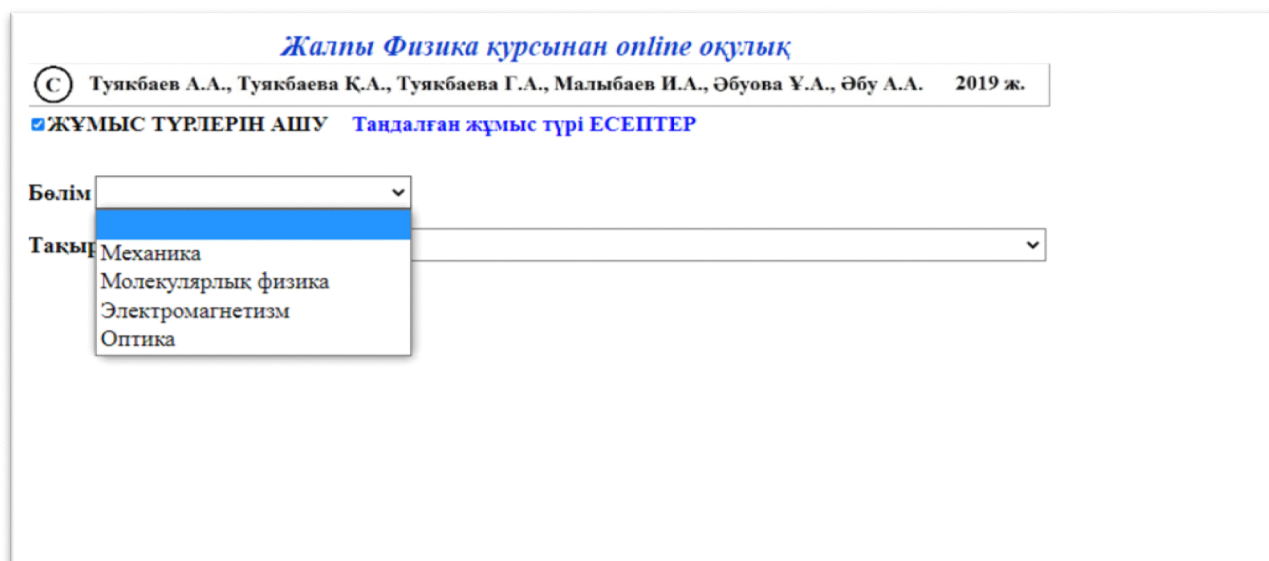 Жалпы Физика курсынан online оқулық
C Туякбаев А.А., Туякбаева Қ.А., Туякбаева Г.А., Малыбаев И.А., Әбуова Ұ.А., Әбу А.А. 2019 ж.
ЖҰМЫС ТҮРЛЕРІН АШУ Таңдалған жұмыс түрі ЕСЕПТЕР
Бөлім
Тақыр
Механика
Молекулярлық физика
Электромагнетизм
Оптика